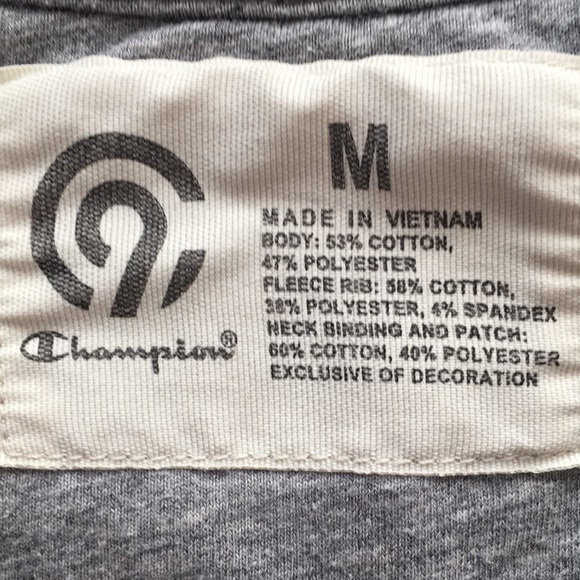 M
MADE IN VIETNAM
BODY: 53% COTTON,
47% POLYESTER
FLEECE RIB: 58% COTTON,
38% POLYESTER, 4% SPANDEX
NECK BINDING AND PATCH:
60% COTTON, 40% POLYESTER
EXCLUSIVE OF DECORATION
C9
Champion®